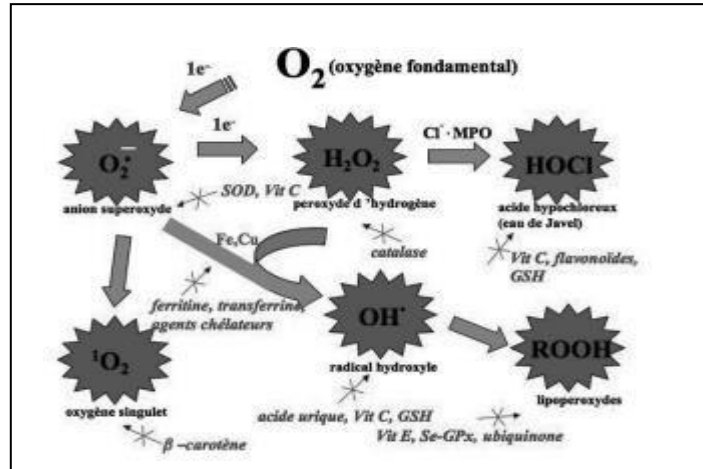 O2 (oxygène fondamental)
1e-
1e-
Cl- · MPO
O2•−
H2O2
HOCl
anion superoxyde
SOD, Vit C
peroxyde d'hydrogène
acide hypochloreux
(eau de Javel)
Fe,Cu
catalase
Vit C, flavonoïdes,
GSH
ferritine, transferrine,
agents chélateurs
1O2
OH•
ROOH
oxygène singulet
radical hydroxyle
lipoperoxydes
acide urique, Vit C, GSH
Vit E, Se-GPx, ubiquinone
β –carotène